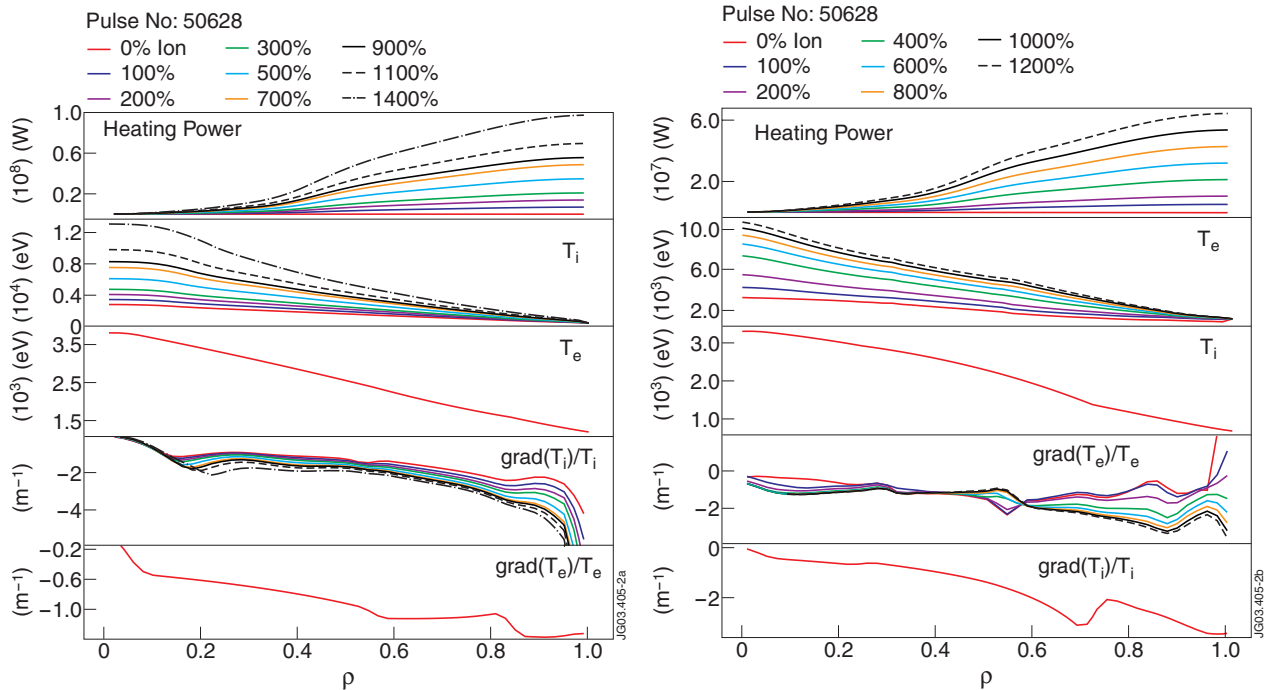 Pulse No: 50628
0% Ion 300% 900%
100% 500% 1100%
200% 700% 1400%
Heating Power
(10⁸) (W)
1.0
0.6
0.2
Tᵢ
(10⁴) (eV)
1.2
0.8
0.4
0
Tₑ
(10³) (eV)
3.5
2.5
1.5
grad(Tᵢ)/Tᵢ
(m⁻¹)
−2
−4
grad(Tₑ)/Tₑ
(m⁻¹)
−0.2
−0.6
−1.0
0 0.2 0.4 0.6 0.8 1.0
ρ
JG03.405-2a
Pulse No: 50628
0% Ion 400% 1000%
100% 600% 1200%
200% 800%
Heating Power
(10⁷) (W)
6.0
2.0
Tₑ
(10³) (eV)
10.0
6.0
2.0
Tᵢ
(10³) (eV)
3.0
2.0
1.0
grad(Tₑ)/Tₑ
(m⁻¹)
0
−2
grad(Tᵢ)/Tᵢ
(m⁻¹)
0
−2
0 0.2 0.4 0.6 0.8 1.0
ρ
JG03.405-2b